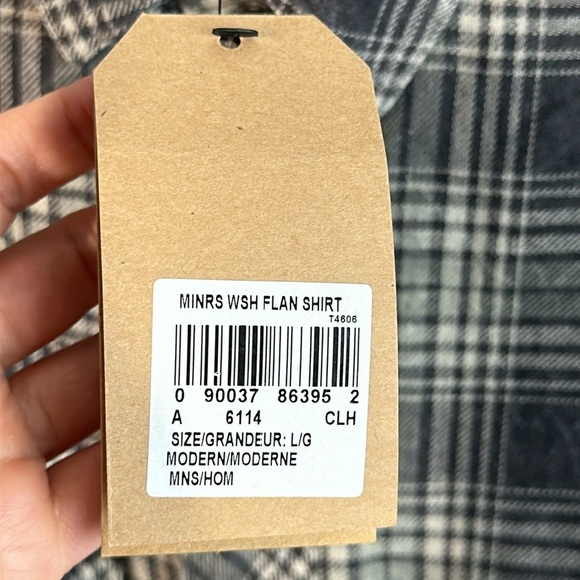 MINRS WSH FLAN SHIRT
T4606
0 90037 86395 2
A 6114 CLH
SIZE/GRANDEUR: L/G
MODERN/MODERNE
MNS/HOM